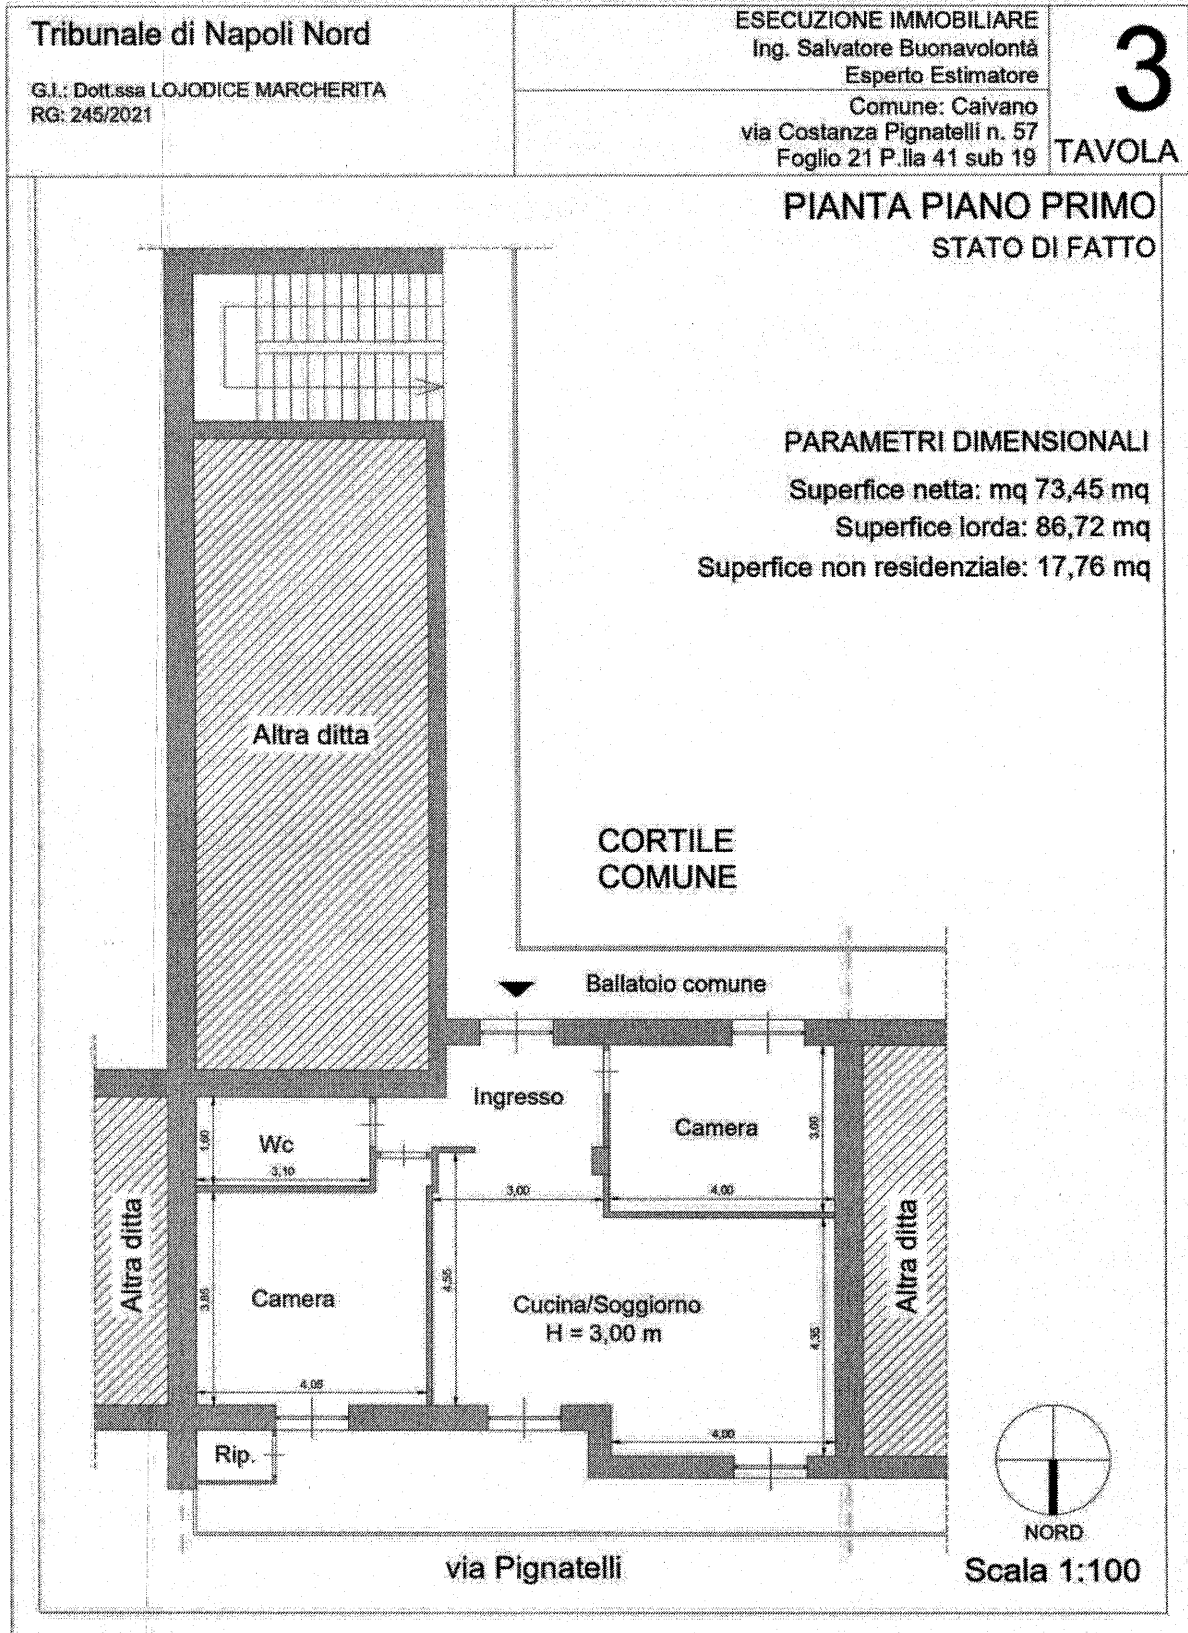 Tribunale di Napoli Nord
G.I.: Dott.ssa LOJODICE MARCHERITA
RG: 245/2021
ESECUZIONE IMMOBILIARE
Ing. Salvatore Buonavolontà
Esperto Estimatore
Comune: Caivano
via Costanza Pignatelli n. 57
Foglio 21 P.lla 41 sub 19
3
TAVOLA
PIANTA PIANO PRIMO
STATO DI FATTO
PARAMETRI DIMENSIONALI
Superfice netta: mq 73,45 mq
Superfice lorda: 86,72 mq
Superfice non residenziale: 17,76 mq
Altra ditta
CORTILE
COMUNE
Ballatoio comune
Ingresso
Camera
3,00
Wc
1,60
3,10
3,00
4,00
Altra ditta
Camera
3,85
4,05
4,55
Cucina/Soggiorno
H = 3,00 m
4,35
4,00
Altra ditta
Rip.
NORD
via Pignatelli
Scala 1:100